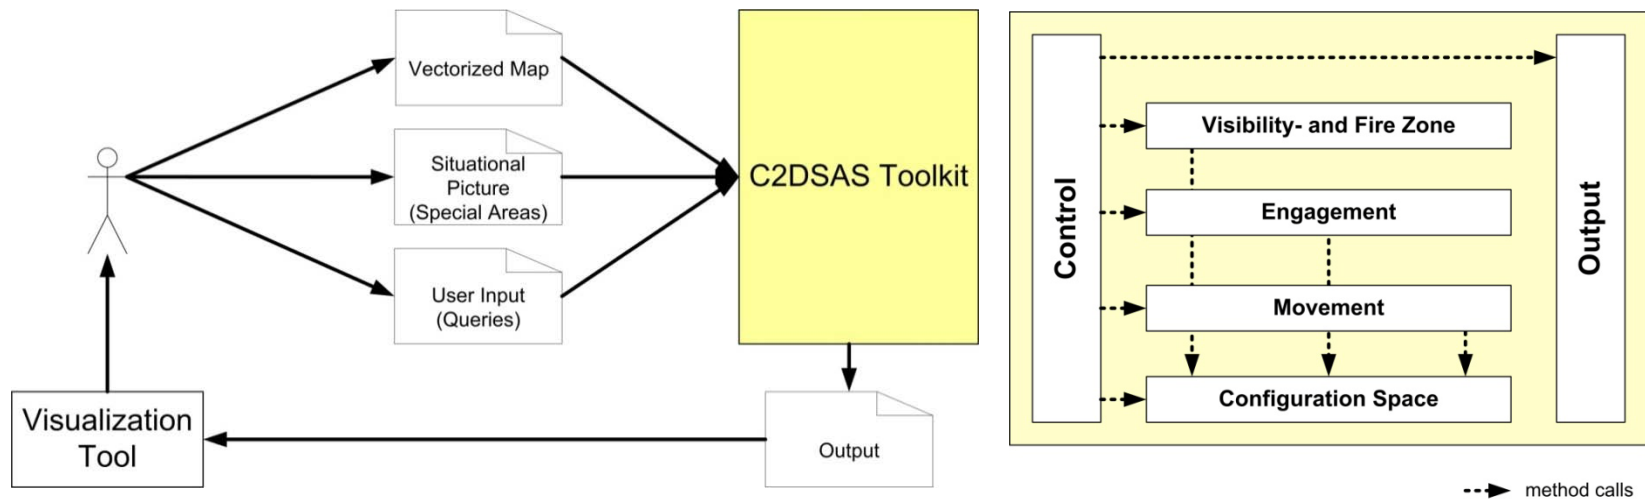 Vectorized Map
Situational
Picture
(Special Areas)
User Input
(Queries)
C2DSAS Toolkit
Output
Visualization
Tool
Control
Visibility- and Fire Zone
Engagement
Movement
Configuration Space
Output
method calls